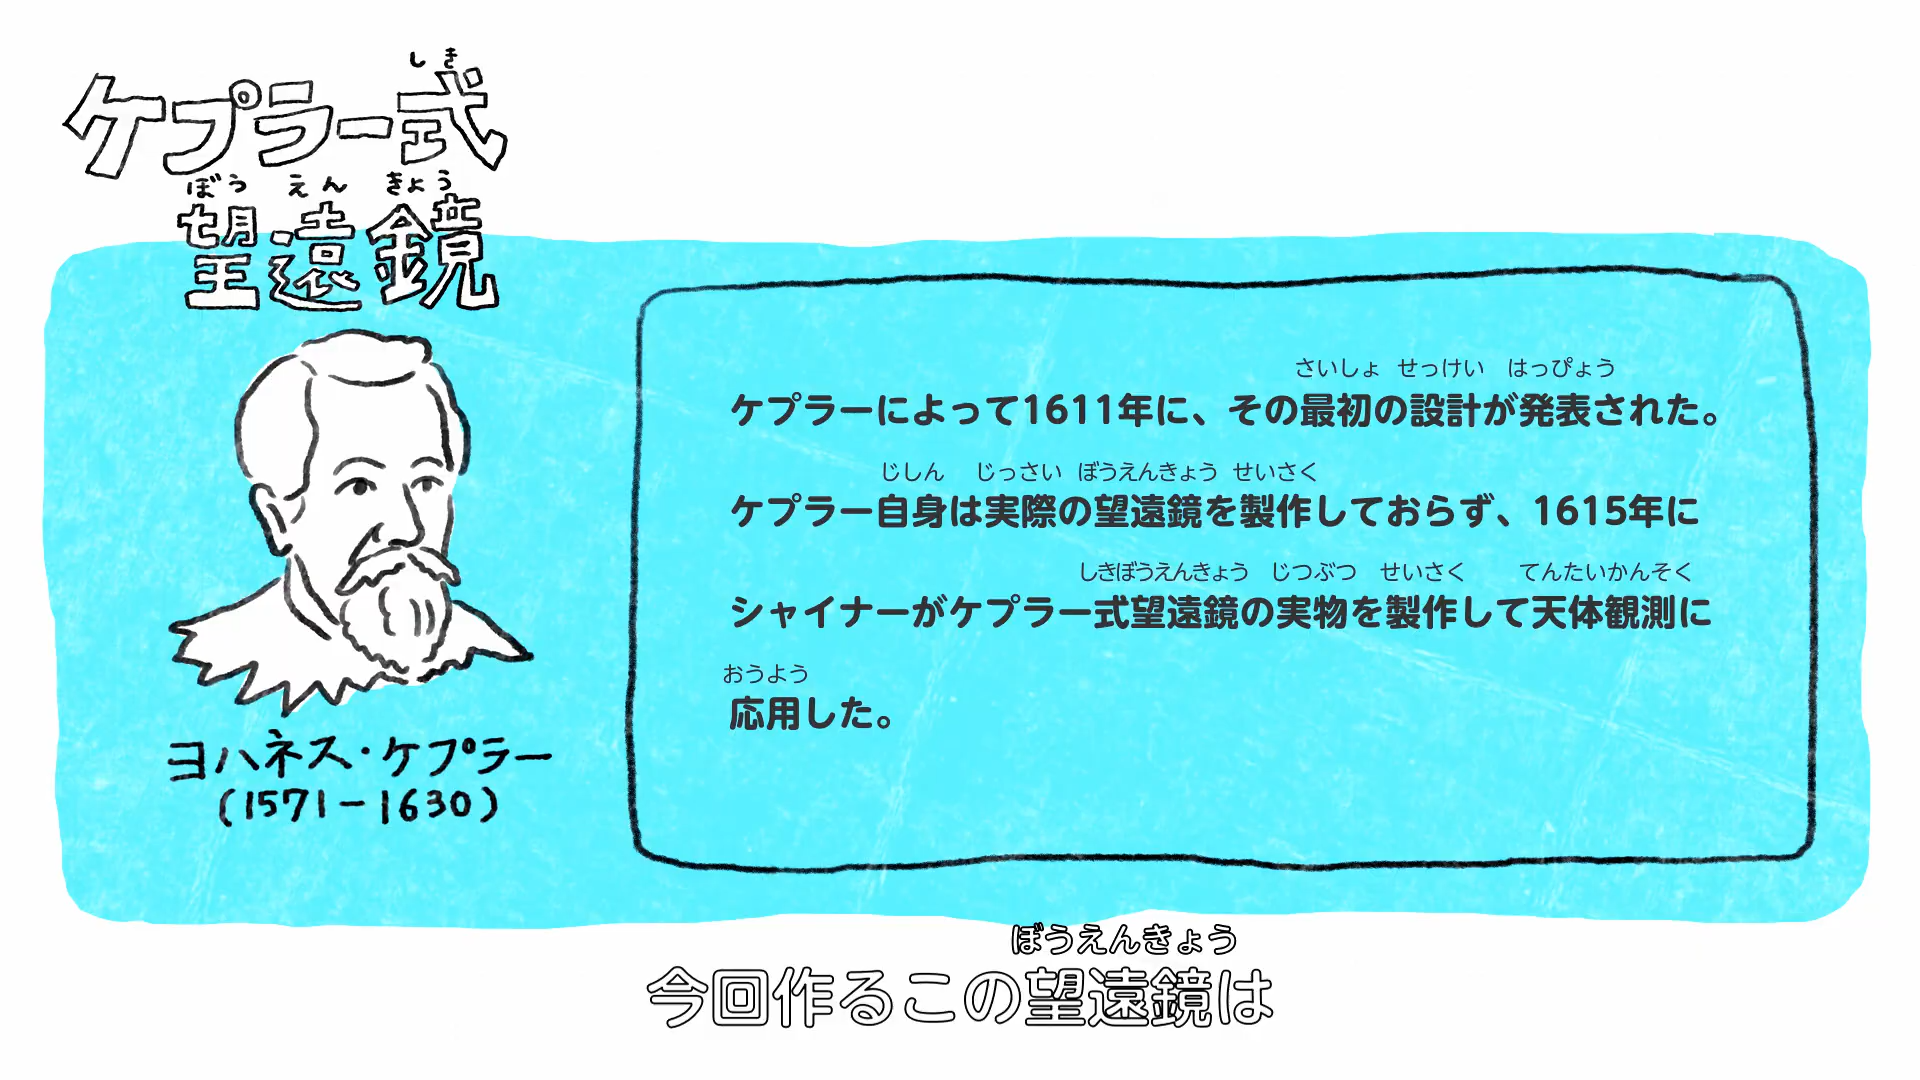 しき
ケプラー式
ぼう えん きょう
望遠鏡
さいしょ せっけい はっぴょう
ケプラーによって1611年に、その最初の設計が発表された。
じしん じっさい ぼうえんきょう せいさく
ケプラー自身は実際の望遠鏡を製作しておらず、1615年に
しきぼうえんきょう じつぶつ せいさく てんたいかんそく
シャイナーがケプラー式望遠鏡の実物を製作して天体観測に
おうよう
応用した。
ヨハネス・ケプラー
(1571-1630)
ぼうえんきょう
今回作るこの望遠鏡は